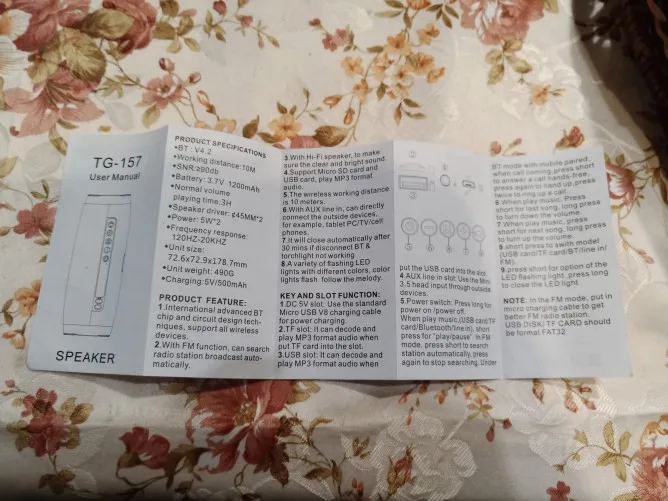 TG-157
User Manual
SPEAKER
PRODUCT SPECIFICATIONS
•BT : V4.2
•Working distance:10M
•SNR:≥90db
•Battery: 3.7V 1200mAh
•Normal volume
playing time:3H
•Speaker driver: ¢45MM*2
•Power: 5W*2
•Frequency response:
120HZ-20KHZ
•Unit size:
72.6x72.9x178.7mm
•Unit weight: 490G
•Charging:5V/500mAh
PRODUCT FEATURE:
1.International advanced BT
chip and circuit design tech-
niques, support all wireless
devices.
2.With FM function, can search
radio station broadcast auto-
matically.
3.With Hi-Fi speaker, to make
sure the clear and bright sound.
4.Support Micro SD card and
USB card, play MP3 format
audio.
5.The wireless working distance
is 10 meters.
6.With AUX line in, can directly
connect the outside devices,
for example, tablet PC/TV/cell
phones.
7.It will close automatically after
30 mins if disconnect BT &
torchlight not working
8.A variety of flashing LED
lights with different colors, color
lights flash follow the melody.
KEY AND SLOT FUNCTION:
1.DC 5V slot: Use the standard
Micro USB V8 charging cable
for power charging.
2.TF slot: It can decode and
play MP3 format audio when
put TF card into the slot.
3.USB slot: It can decode and
play MP3 format audio when
put the USB card into the slot.
4 AUX line in slot: Use the Micro
3.5 head input through outside
devices.
5.Power switch: Press long for
power on/power off.
When play music,(USB card/TF
card/Bluetooth/line in), short
press for "play/pause". In FM
mode, press short to search
station automatically, press
again to stop searching. Under
BT mode with mobile paired,
when call coming, press short
to answer a call hands-free,
press again to hand up,press
twice to ring up a call.
6.When play music, Press
short for last song, long press
to turn down the volume.
7 When play music, press
short for next song, long press
to turr up the volume.
8 short press to swith model
(USB card/TF card/BT/line in/
FM).
9.press short for option of the
LED flashing light ,press long
to close the LED light.
NOTE: In the FM mode, put in
micro charging cable to get
better FM radio station.
USB DISK/ TF CARD should
be format FAT32